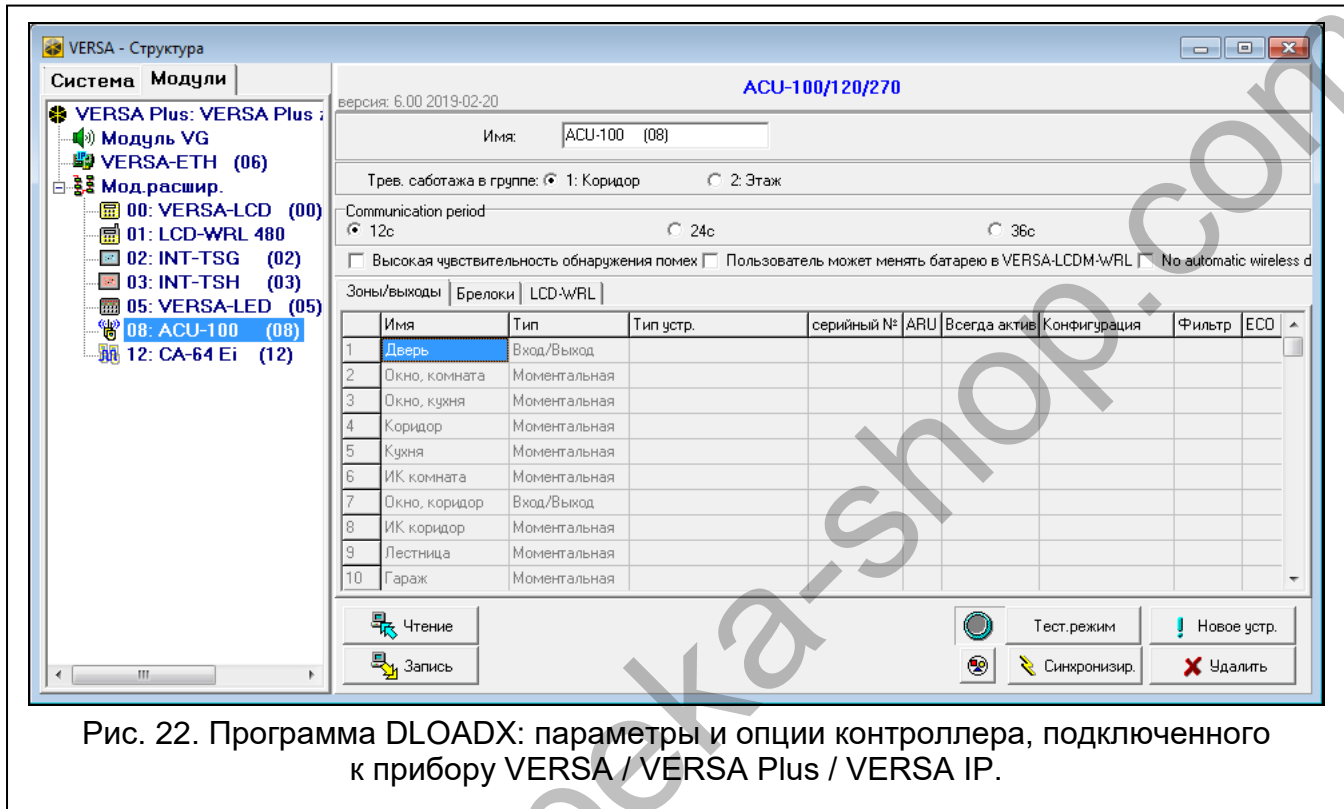 VERSA - Структура
Система Модули
VERSA Plus: VERSA Plus
Модуль VG
VERSA-ETH (06)
Мод.расшир.
00: VERSA-LCD (00)
01: LCD-WRL 480
02: INT-TSG (02)
03: INT-TSH (03)
05: VERSA-LED (05)
08: ACU-100 (08)
12: CA-64 Ei (12)
ACU-100/120/270
версия: 6.00 2019-02-20
Имя: ACU-100 (08)
Трев. саботажа в группе: 1: Коридор 2: Этаж
Communication period
12с 24с 36с
Высокая чувствительность обнаружения помех Пользователь может менять батарею в VERSA-LCDM-WRL No automatic wireless d
Зоны/выходы Брелоки LCD-WRL
Имя Тип Тип устр. серийный № ARU Всегда актив Конфигурация Фильтр ECO
1 Дверь Вход/Выход
2 Окно, комната Моментальная
3 Окно, кухня Моментальная
4 Коридор Моментальная
5 Кухня Моментальная
6 ИК комната Моментальная
7 Окно, коридор Вход/Выход
8 ИК коридор Моментальная
9 Лестница Моментальная
10 Гараж Моментальная
Чтение Тест.режим Новое устр.
Запись Синхронизир. Удалить
Рис. 22. Программа DLOADX: параметры и опции контроллера, подключенного
к прибору VERSA / VERSA Plus / VERSA IP.
eka-shop.com